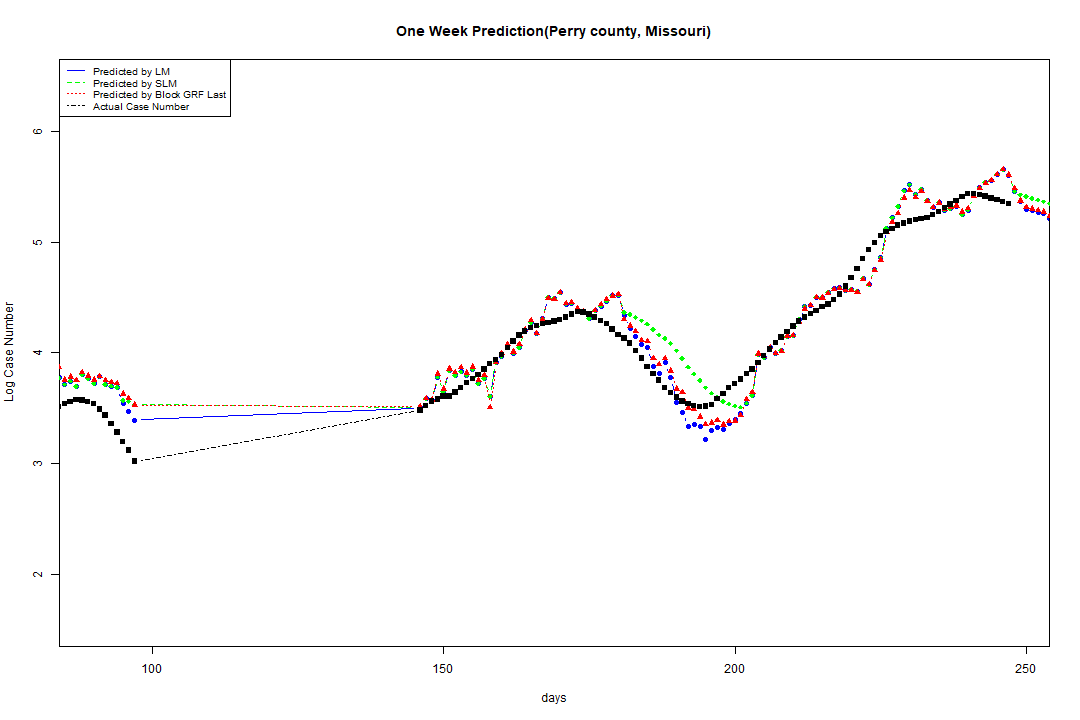 One Week Prediction(Perry county, Missouri)
Predicted by LM
Predicted by SLM
Predicted by Block GRF Last
Actual Case Number
6
5
4
3
2
Log Case Number
100 150 200 250
days